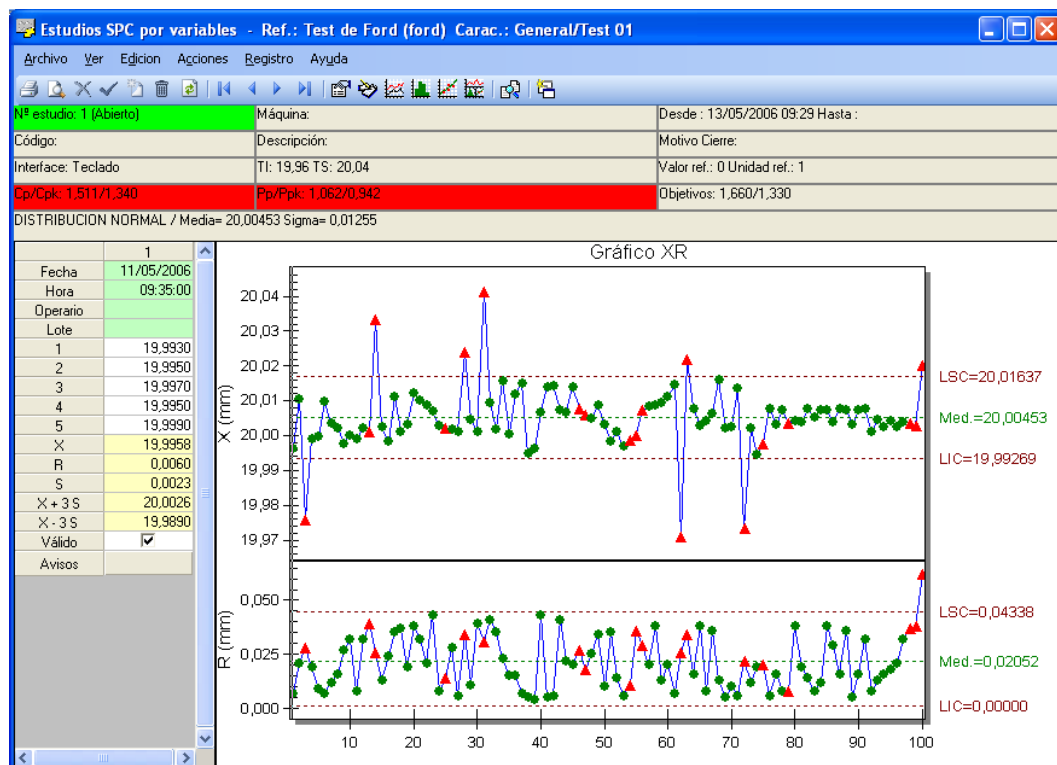 Estudios SPC por variables - Ref.: Test de Ford (ford) Carac.: General/Test 01
Archivo Ver Edicion Acciones Registro Ayuda
Nº estudio: 1 (Abierto) Máquina: Desde : 13/05/2006 09:29 Hasta :
Código: Descripción: Motivo Cierre:
Interface: Teclado TI: 19,96 TS: 20,04 Valor ref.: 0 Unidad ref.: 1
Cp/Cpk: 1,511/1,340 Pp/Ppk: 1,062/0,942 Objetivos: 1,660/1,330
DISTRIBUCION NORMAL / Media= 20,00453 Sigma= 0,01255
1
Fecha 11/05/2006
Hora 09:35:00
Operario
Lote
1 19,9930
2 19,9950
3 19,9970
4 19,9950
5 19,9990
X 19,9958
R 0,0060
S 0,0023
X + 3 S 20,0026
X - 3 S 19,9890
Válido
Avisos
Gráfico XR
X (mm)
20,04
20,03
20,02
20,01
20,00
19,99
19,98
19,97
LSC=20,01637
Med.=20,00453
LIC=19,99269
R (mm)
0,050
0,025
0,000
LSC=0,04338
Med.=0,02052
LIC=0,00000
10 20 30 40 50 60 70 80 90 100